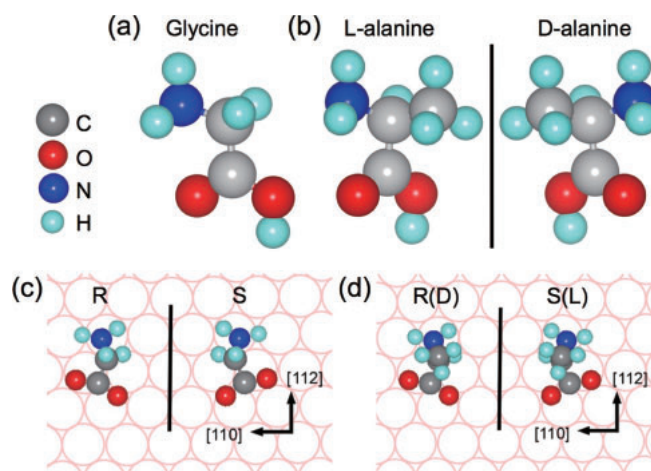 (a) Glycine
(b) L-alanine D-alanine
C
O
N
H
(c) R S
(d) R(D) S(L)
[112]
[110]
[112]
[110]